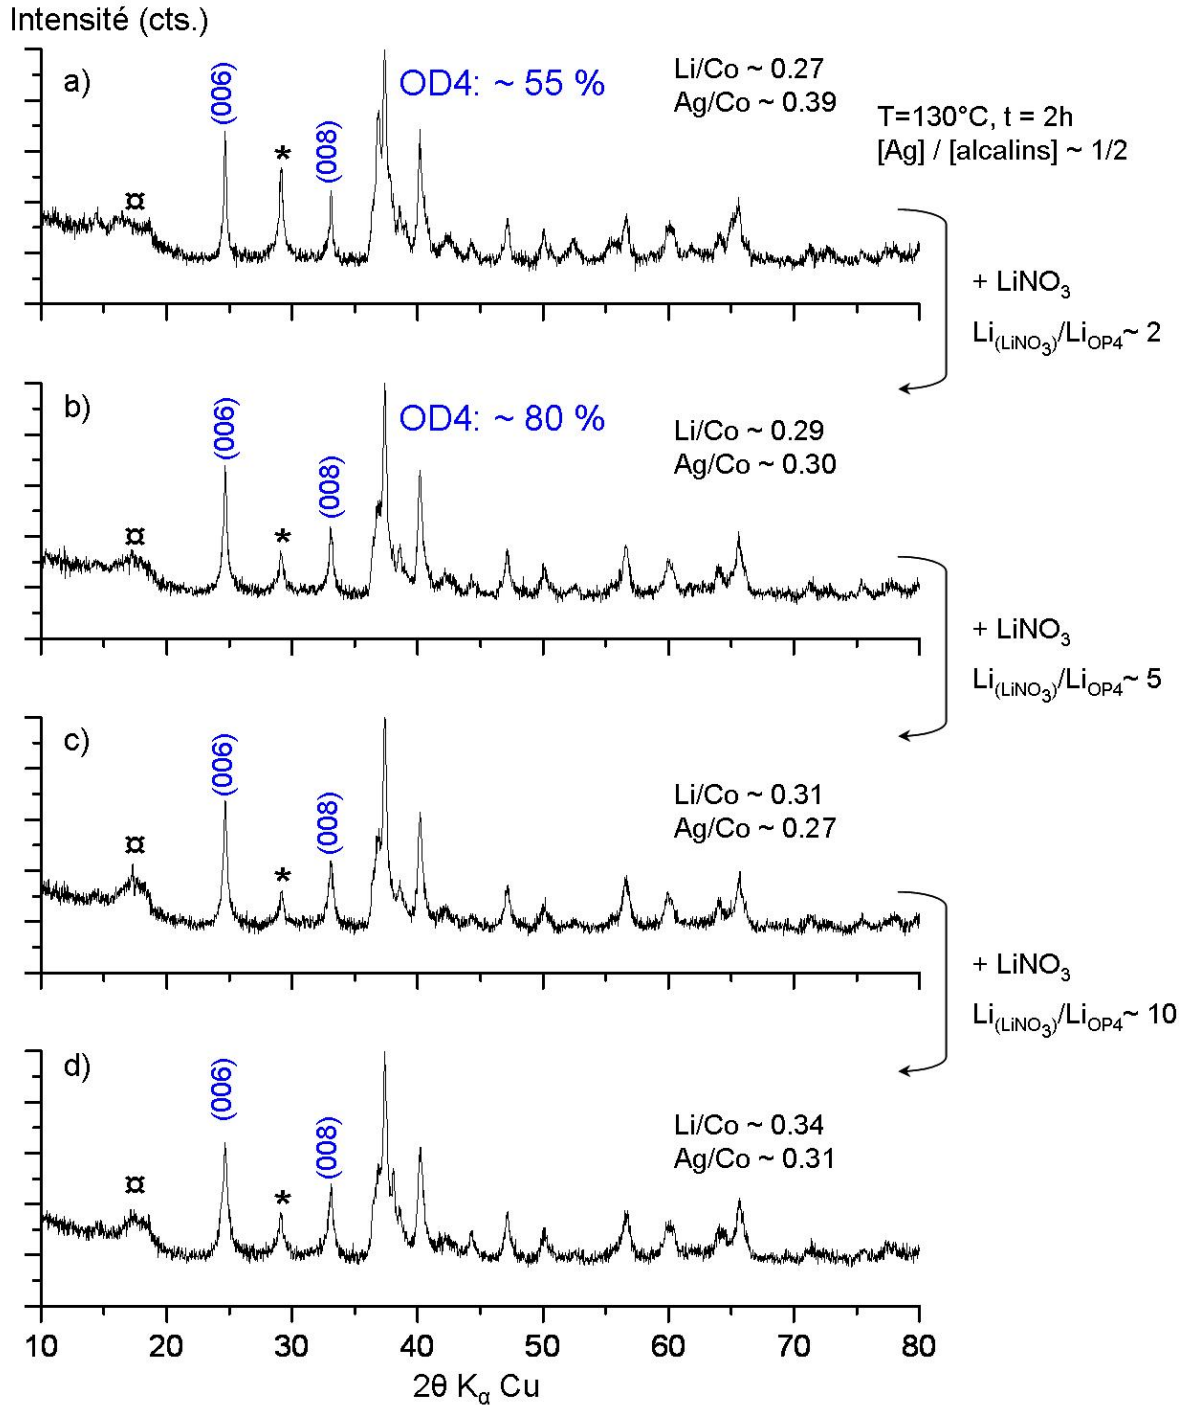 Intensité (cts.)
a)
(006)
*
(008)
¤
OD4: ~ 55 %
Li/Co ~ 0.27
Ag/Co ~ 0.39
T=130°C, t = 2h
[Ag] / [alcalins] ~ 1/2
+ LiNO3
Li(LiNO3)/LiOP4~ 2
b)
(006)
*
(008)
¤
OD4: ~ 80 %
Li/Co ~ 0.29
Ag/Co ~ 0.30
+ LiNO3
Li(LiNO3)/LiOP4~ 5
c)
(006)
*
(008)
¤
Li/Co ~ 0.31
Ag/Co ~ 0.27
+ LiNO3
Li(LiNO3)/LiOP4~ 10
d)
(006)
*
(008)
¤
Li/Co ~ 0.34
Ag/Co ~ 0.31
10 20 30 40 50 60 70 80
2θ Kα Cu